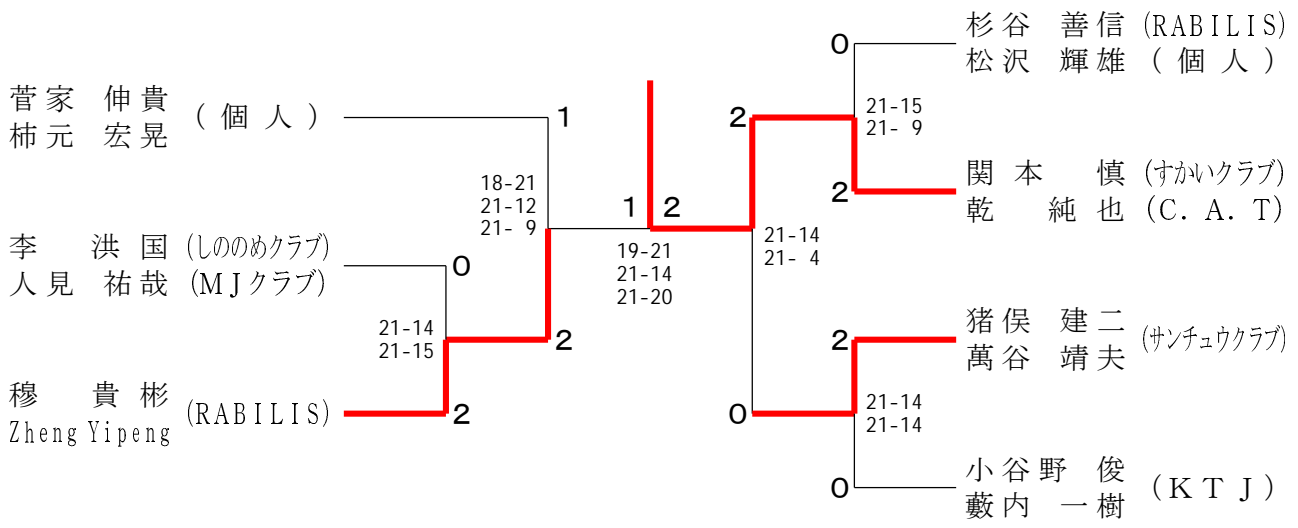 菅家 伸貴 (個人)
柿元 宏晃
1
18-21
21-12
21- 9
李 洪国 (しののめクラブ)
人見 祐哉 (MJクラブ)
0
21-14
21-15
2
穆 貴彬 (RABILIS)
Zheng Yipeng
2
1 2
19-21
21-14
21-20
杉谷 善信 (RABILIS)
松沢 輝雄 (個人)
0
2
21-15
21- 9
関本 慎 (すかいクラブ)
乾 純也 (C.A.T)
2
21-14
21- 4
猪俣 建二 (サンチュウクラブ)
萬谷 靖夫
2
0
21-14
21-14
小谷野 俊 (KTJ)
藪内 一樹
0